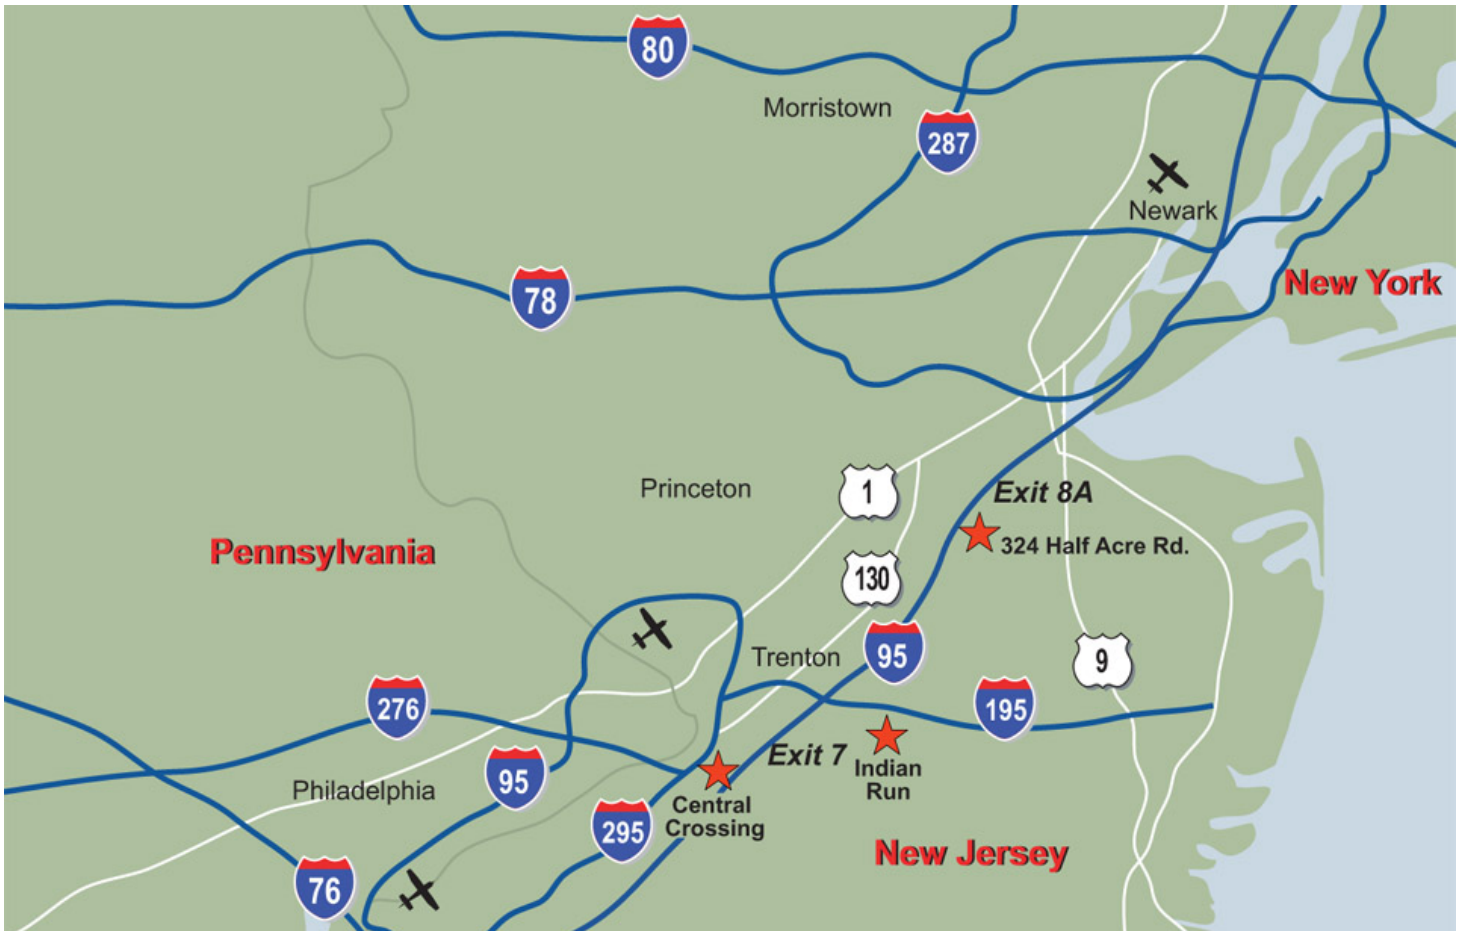 80
Morristown
287
Newark
New York
78
Princeton
1
Exit 8A
324 Half Acre Rd.
Pennsylvania
130
Trenton
95
9
276
195
Exit 7
95
Indian
Run
Philadelphia
Central
Crossing
295
New Jersey
76